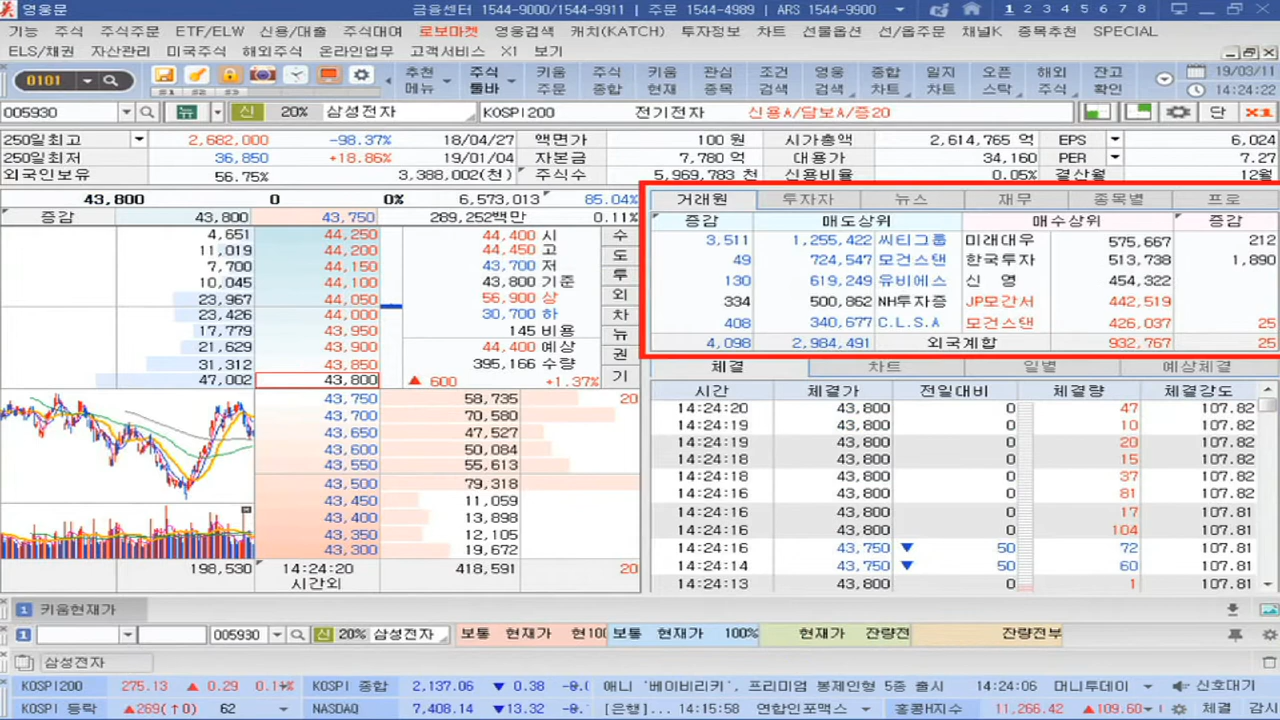 영웅문 금융센터 1544-9000/1544-9911 | 주문 1544-4989 | ARS 1544-9900 1 2 3 4 5 6 7 8
기능 주식 주식주문 ETF/ELW 신용/대출 주식대여 로보마켓 영웅검색 캐치(KATCH) 투자정보 차트 선물옵션 선/옵주문 채널K 종목추천 SPECIAL
ELS/채권 자산관리 미국주식 해외주식 온라인업무 고객서비스 X1 보기
0101 #1 #2 #3 추천 메뉴 주식 툴바 키움 주문 주식 종합 키움 현재 관심 종목 조건 검색 영웅 검색 종합 차트 일지 차트 오픈 스탁 해외 주식 잔고 확인 19/03/11 14:24:22
005930 뉴 신 20% 삼성전자 KOSPI200 전기전자 신용A/담보A/증20 단 X1
250일최고 2,682,000 -98.37% 18/04/27 액면가 100 원 시가총액 2,614,765 억 EPS 6,024
250일최저 36,850 +18.86% 19/01/04 자본금 7,780 억 대용가 34,160 PER 7.27
외국인보유 56.75% 3,388,002(천) 주식수 5,969,783 천 신용비율 0.05% 결산월 12월
43,800 0 0% 6,573,013 85.04%
증감 43,800 43,750 289,252백만 0.11%
4,651 44,250 44,400 시 수
11,019 44,200 44,450 고 도
7,700 44,150 43,700 저
10,045 44,100 43,800 기준 투
23,967 44,050 56,900 상 외
23,426 44,000 30,700 하 차
17,779 43,950 145 비용 뉴
21,629 43,900 44,400 예상
31,312 43,850 395,166 수량 권
47,002 43,800 600 +1.37% 기
43,750 58,735 20
43,700 70,580
43,650 47,527
43,600 50,084
43,550 55,613
43,500 79,318
43,450 11,059
43,400 13,898
43,350 12,105
43,300 19,672
198,530 14:24:20 418,591 20
시간외
거래원 투자자 뉴스 재무 종목별 프로
증감 매도상위 매수상위 증감
3,511 1,255,422 씨티그룹 미래대우 575,667 212
49 724,547 모건스탠 한국투자 513,738 1,890
130 619,249 유비에스 신 영 454,322
334 500,862 NH투자증 JP모간서 442,519
408 340,677 C.L.S.A 모건스탠 426,037 25
4,098 2,984,491 외국계합 932,767 25
체결 차트 일별 예상체결
시간 체결가 전일대비 체결량 체결강도
14:24:20 43,800 0 47 107.82
14:24:19 43,800 0 10 107.82
14:24:19 43,800 0 20 107.82
14:24:18 43,800 0 15 107.82
14:24:18 43,800 0 37 107.82
14:24:18 43,800 0 81 107.82
14:24:16 43,800 0 17 107.81
14:24:16 43,800 0 104 107.81
14:24:16 43,750 ▼ 50 72 107.81
14:24:14 43,750 ▼ 50 60 107.81
14:24:13 43,800 0 1 107.81
1 키움현재가
1 005930 신 20% 삼성전자 보통 현재가 현100 보통 현재가 100% 현재가 잔량전 잔량전부
삼성전자
KOSPI200 275.13 ▲ 0.29 KOSPI 종합 2,137.06 ▼ 0.38 애니 '베이비리키', 프리미엄 봉제인형 5종 출시 14:24:06 머니투데이 신호대기
KOSPI 등락 ▲269(↑0) 62 NASDAQ 7,408.14 ▼13.32 [은행]... 14:15:58 연합인포맥스 홍콩H지수 11,266.42 ▲109.60 체결 감시